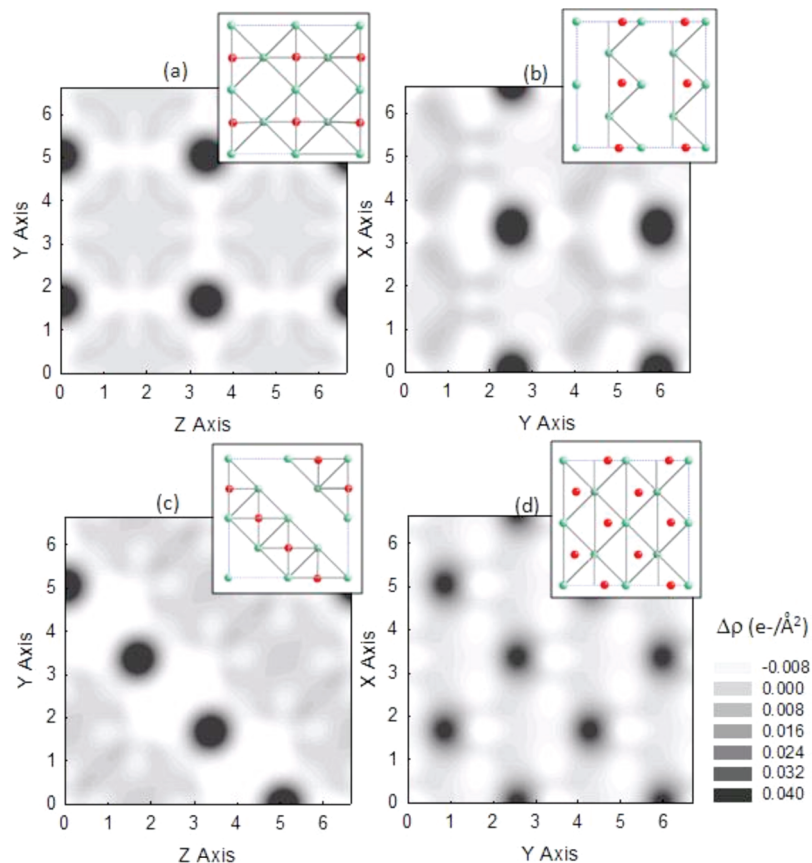 (a)
Y Axis
6
5
4
3
2
1
0
0 1 2 3 4 5 6
Z Axis
(b)
X Axis
6
5
4
3
2
1
0
0 1 2 3 4 5 6
Y Axis
(c)
Y Axis
6
5
4
3
2
1
0
0 1 2 3 4 5 6
Z Axis
(d)
X Axis
6
5
4
3
2
1
0
0 1 2 3 4 5 6
Y Axis
Δρ (e-/Å²)
-0.008
0.000
0.008
0.016
0.024
0.032
0.040